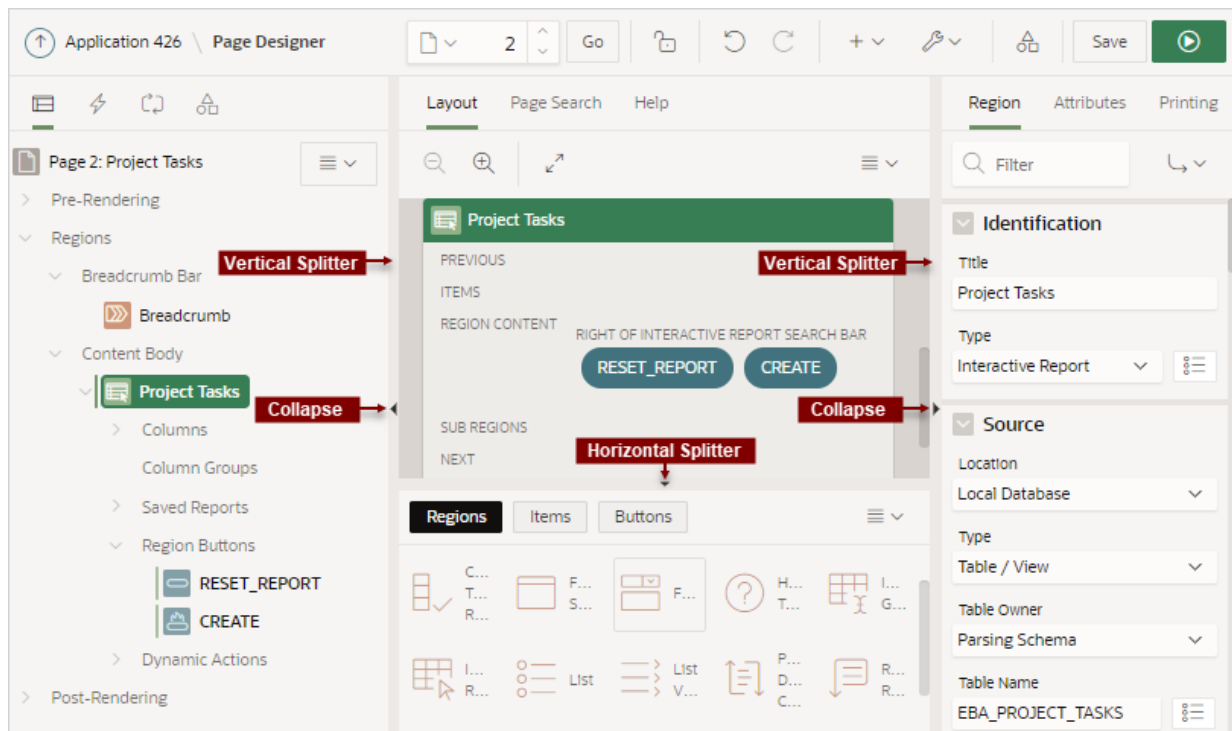 Application 426 \ Page Designer
2
Go
Save
Layout Page Search Help
Region Attributes Printing
Page 2: Project Tasks
Pre-Rendering
Regions
Breadcrumb Bar
Breadcrumb
Content Body
Project Tasks
Columns
Column Groups
Saved Reports
Region Buttons
RESET_REPORT
CREATE
Dynamic Actions
Post-Rendering
Vertical Splitter
Collapse
Project Tasks
PREVIOUS
ITEMS
REGION CONTENT
RIGHT OF INTERACTIVE REPORT SEARCH BAR
RESET_REPORT CREATE
SUB REGIONS
NEXT
Vertical Splitter
Collapse
Horizontal Splitter
Regions Items Buttons
C...
T...
R...
F...
S...
F...
H...
T...
I...
G...
I...
R...
List
List
V...
P...
D...
C...
R...
R...
Filter
Identification
Title
Project Tasks
Type
Interactive Report
Source
Location
Local Database
Type
Table / View
Table Owner
Parsing Schema
Table Name
EBA_PROJECT_TASKS